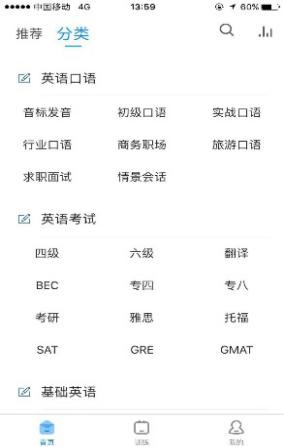 中国移动 4G 13:59 60%
推荐 分类
英语口语
音标发音 初级口语 实战口语
行业口语 商务职场 旅游口语
求职面试 情景会话
英语考试
四级 六级 翻译
BEC 专四 专八
考研 雅思 托福
SAT GRE GMAT
基础英语
首页 训练 我的